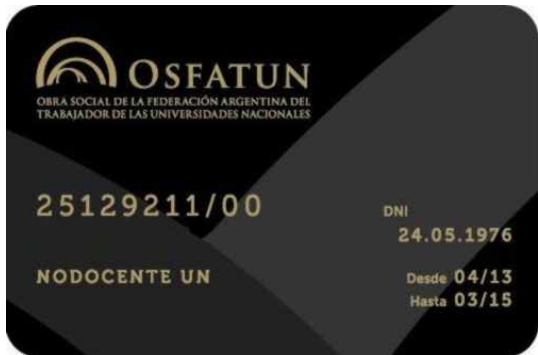 OSFATUN
OBRA SOCIAL DE LA FEDERACIÓN ARGENTINA DEL
TRABAJADOR DE LAS UNIVERSIDADES NACIONALES
25129211/00
DNI
24.05.1976
NODOCENTE UN
Desde 04/13
Hasta 03/15